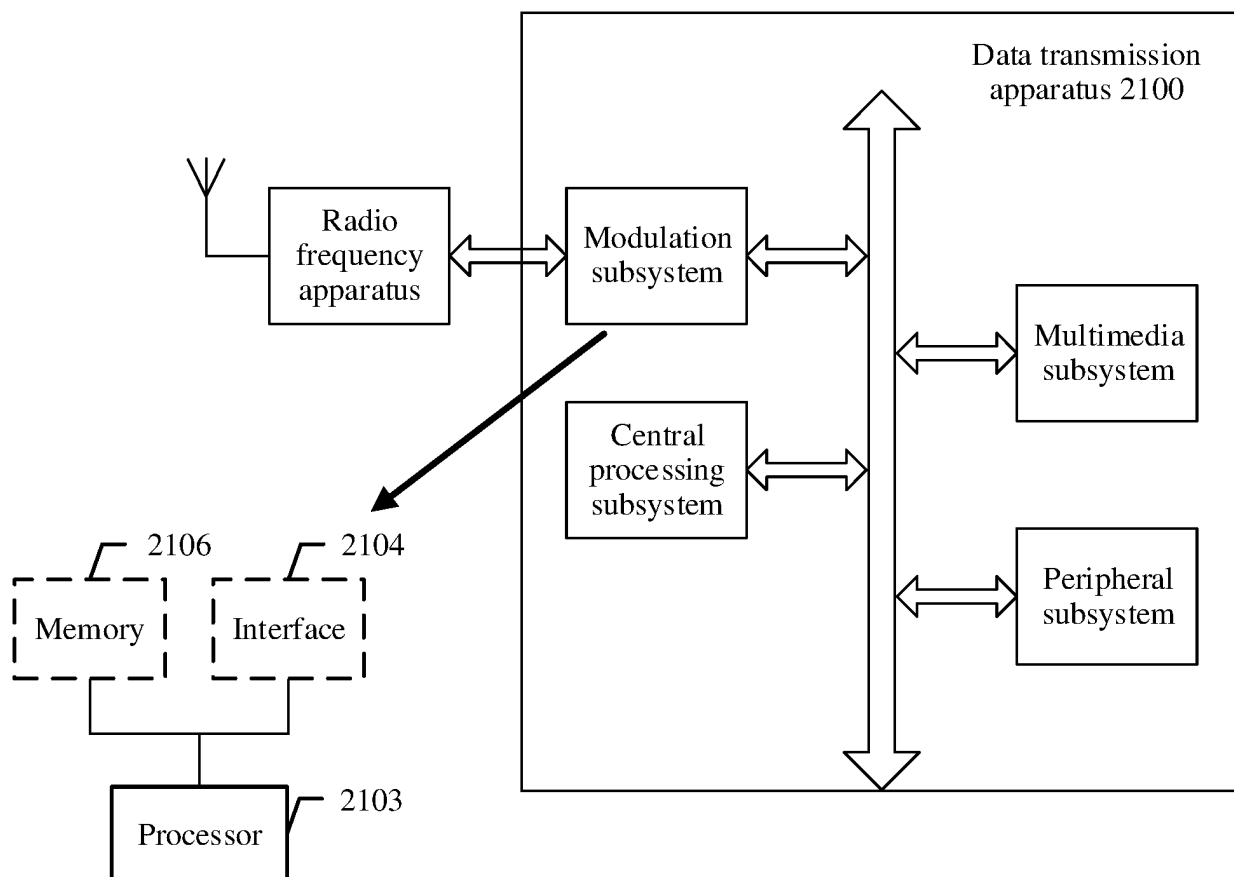 Data transmission
apparatus 2100
Radio
frequency
apparatus
Modulation
subsystem
Multimedia
subsystem
Central
processing
subsystem
Peripheral
subsystem
2106
2104
Memory
Interface
2103
Processor